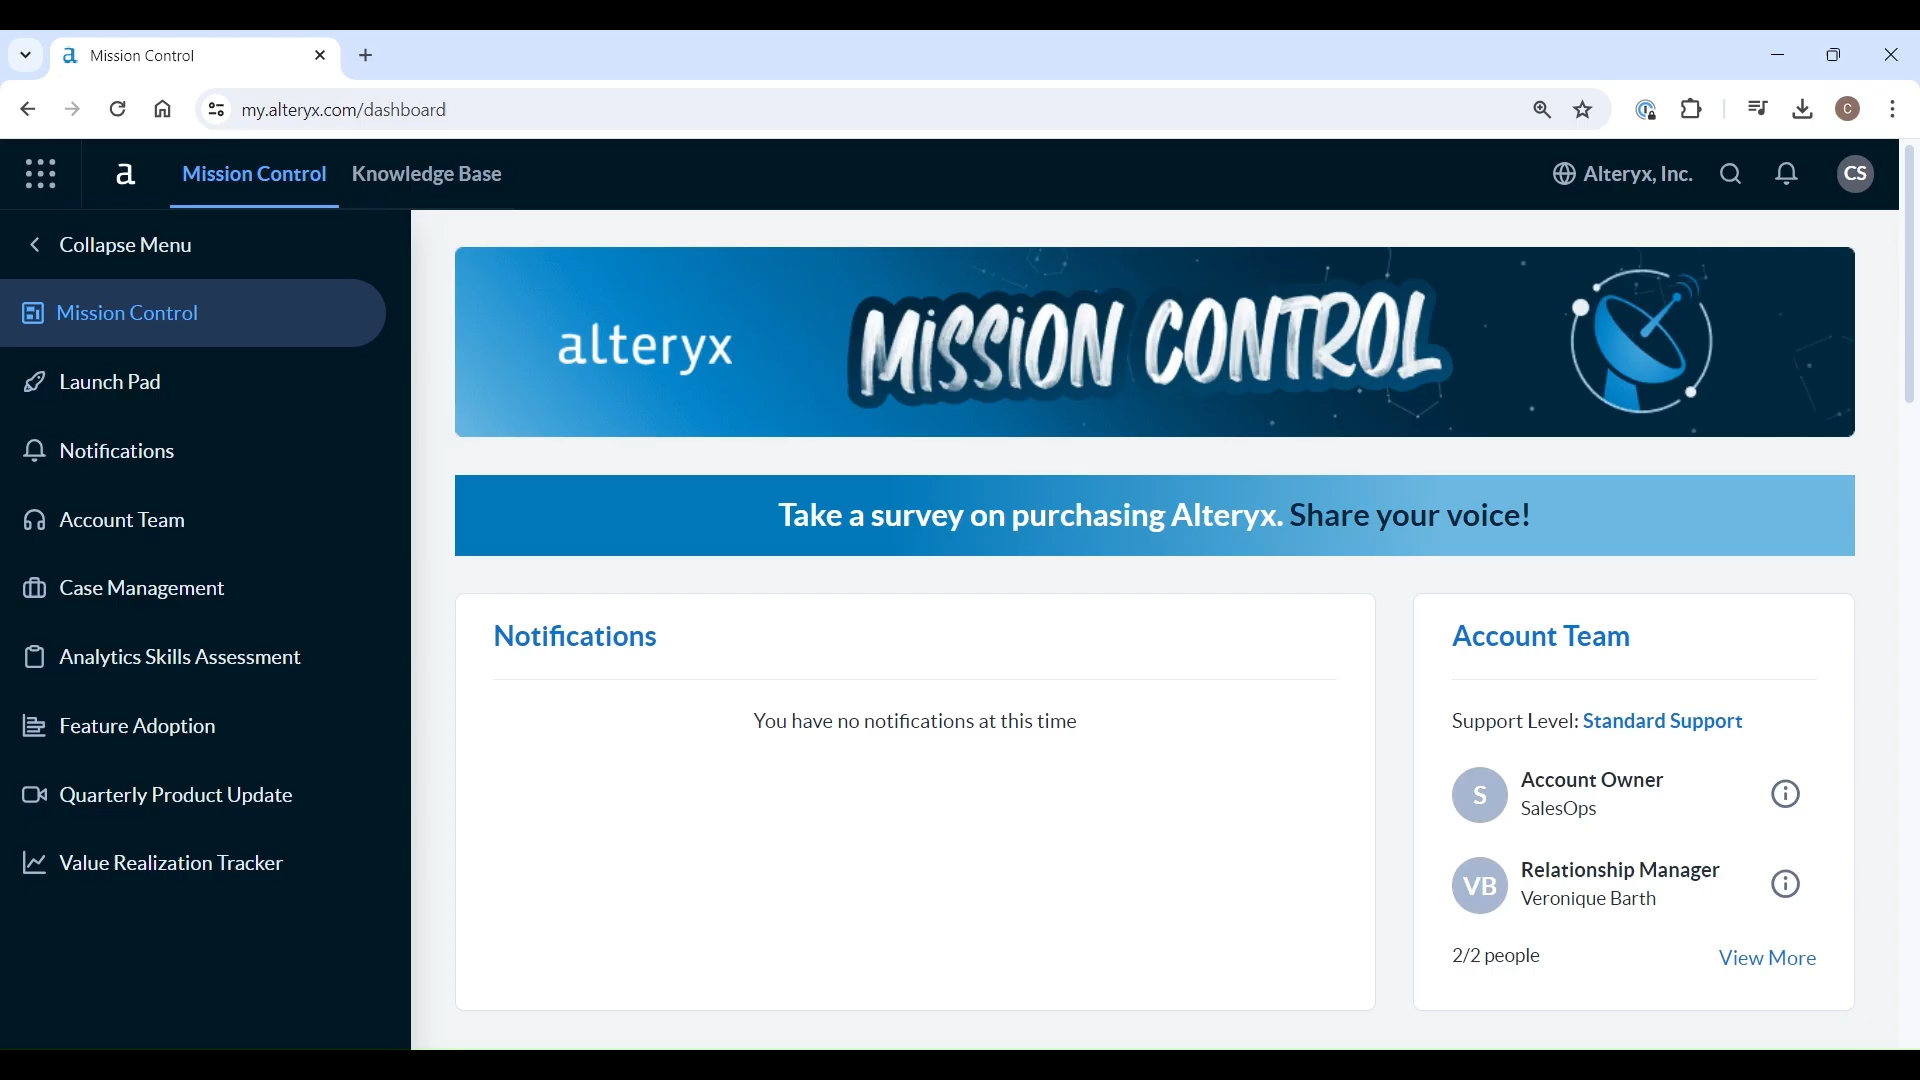 Mission Control
my.alteryx.com/dashboard
C
a
Mission Control
Knowledge Base
Alteryx, Inc.
CS
Collapse Menu
Mission Control
Launch Pad
Notifications
Account Team
Case Management
Analytics Skills Assessment
Feature Adoption
Quarterly Product Update
Value Realization Tracker
alteryx
MISSION CONTROL
Take a survey on purchasing Alteryx. Share your voice!
Notifications
You have no notifications at this time
Account Team
Support Level: Standard Support
S
Account Owner
SalesOps
VB
Relationship Manager
Veronique Barth
2/2 people
View More